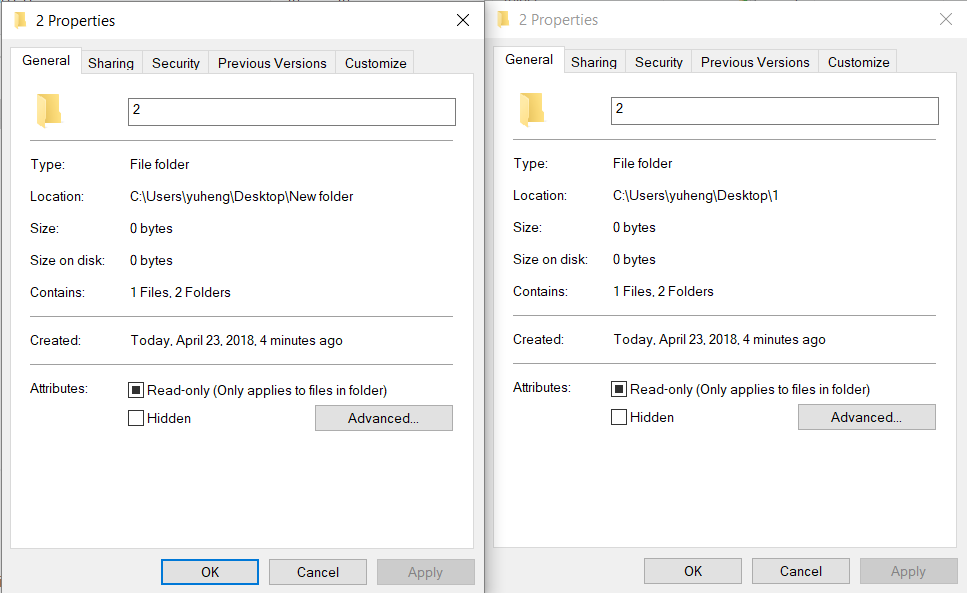 2 Properties
General Sharing Security Previous Versions Customize
2
Type: File folder
Location: C:\Users\yuheng\Desktop\New folder
Size: 0 bytes
Size on disk: 0 bytes
Contains: 1 Files, 2 Folders
Created: Today, April 23, 2018, 4 minutes ago
Attributes: Read-only (Only applies to files in folder)
Hidden Advanced...
OK Cancel Apply
2 Properties
General Sharing Security Previous Versions Customize
2
Type: File folder
Location: C:\Users\yuheng\Desktop\1
Size: 0 bytes
Size on disk: 0 bytes
Contains: 1 Files, 2 Folders
Created: Today, April 23, 2018, 4 minutes ago
Attributes: Read-only (Only applies to files in folder)
Hidden Advanced...
OK Cancel Apply